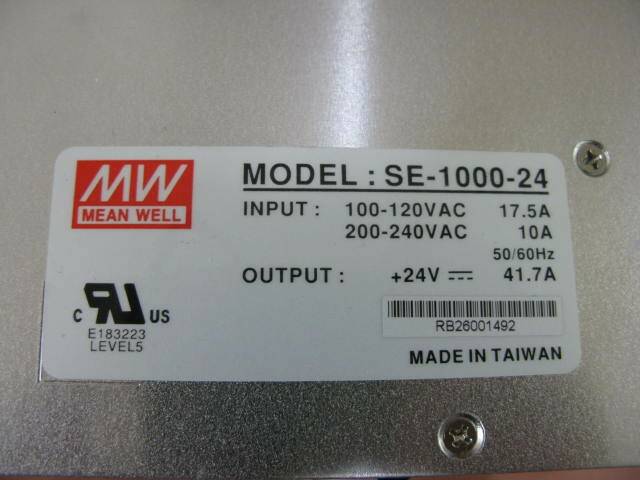 MW
MEAN WELL
MODEL : SE-1000-24
INPUT : 100-120VAC 17.5A
200-240VAC 10A
50/60Hz
OUTPUT : +24V 41.7A
C UR US
E183223
LEVEL5
RB26001492
MADE IN TAIWAN